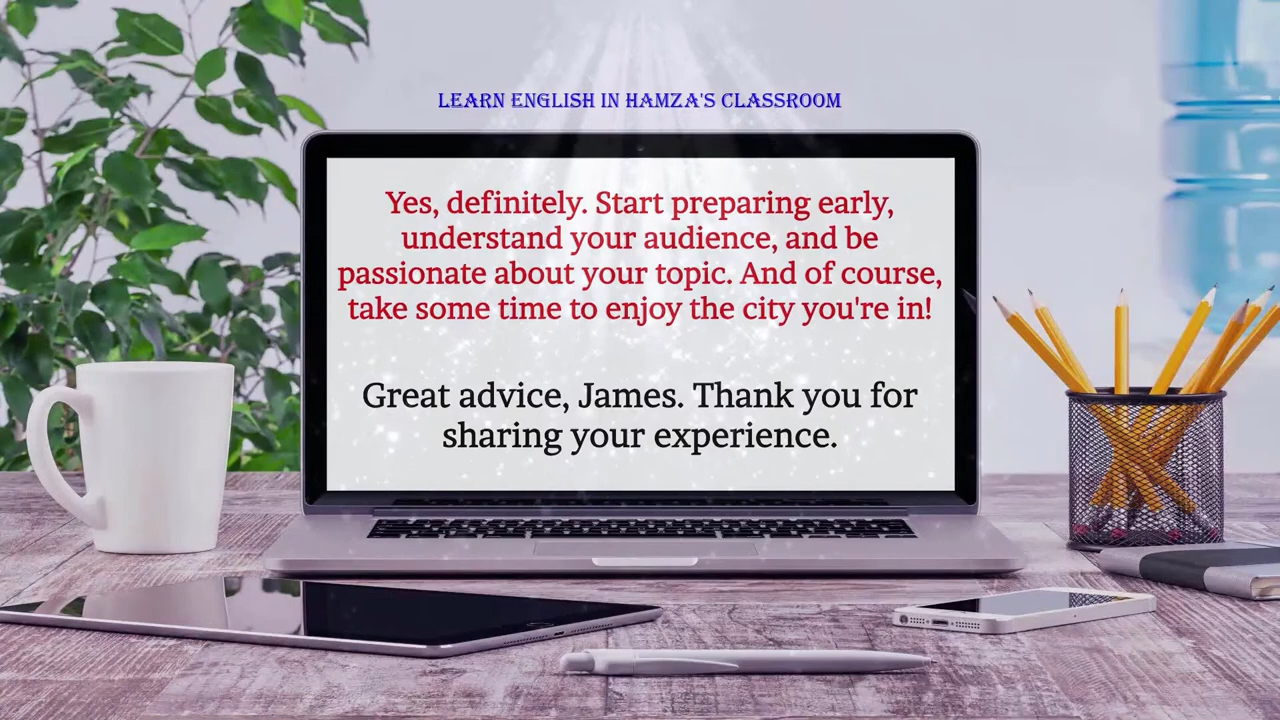 LEARN ENGLISH IN HAMZA'S CLASSROOM
Yes, definitely. Start preparing early,
understand your audience, and be
passionate about your topic. And of course,
take some time to enjoy the city you're in!
Great advice, James. Thank you for
sharing your experience.